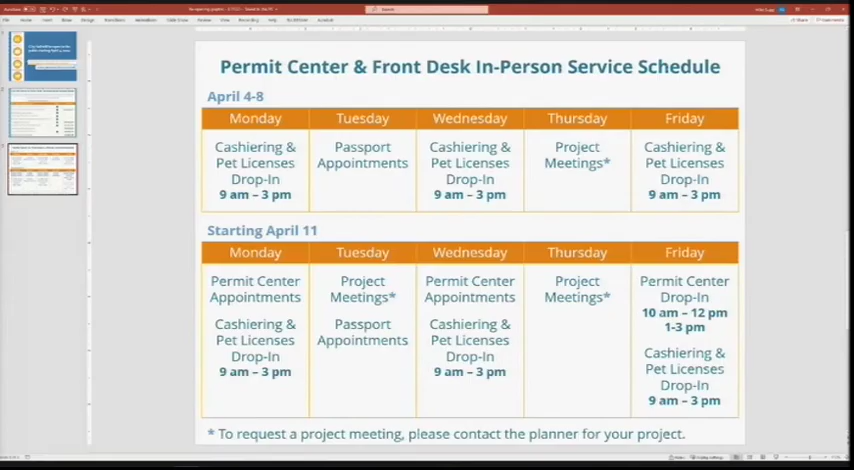 Permit Center & Front Desk In-Person Service Schedule
April 4-8
Monday Tuesday Wednesday Thursday Friday
Cashiering &
Pet Licenses
Drop-In
9 am – 3 pm
Passport
Appointments
Cashiering &
Pet Licenses
Drop-In
9 am – 3 pm
Project
Meetings*
Cashiering &
Pet Licenses
Drop-In
9 am – 3 pm
Starting April 11
Monday Tuesday Wednesday Thursday Friday
Permit Center
Appointments
Cashiering &
Pet Licenses
Drop-In
9 am – 3 pm
Project
Meetings*
Passport
Appointments
Permit Center
Appointments
Cashiering &
Pet Licenses
Drop-In
9 am – 3 pm
Project
Meetings*
Permit Center
Drop-In
10 am – 12 pm
1-3 pm
Cashiering &
Pet Licenses
Drop-In
9 am – 3 pm
* To request a project meeting, please contact the planner for your project.